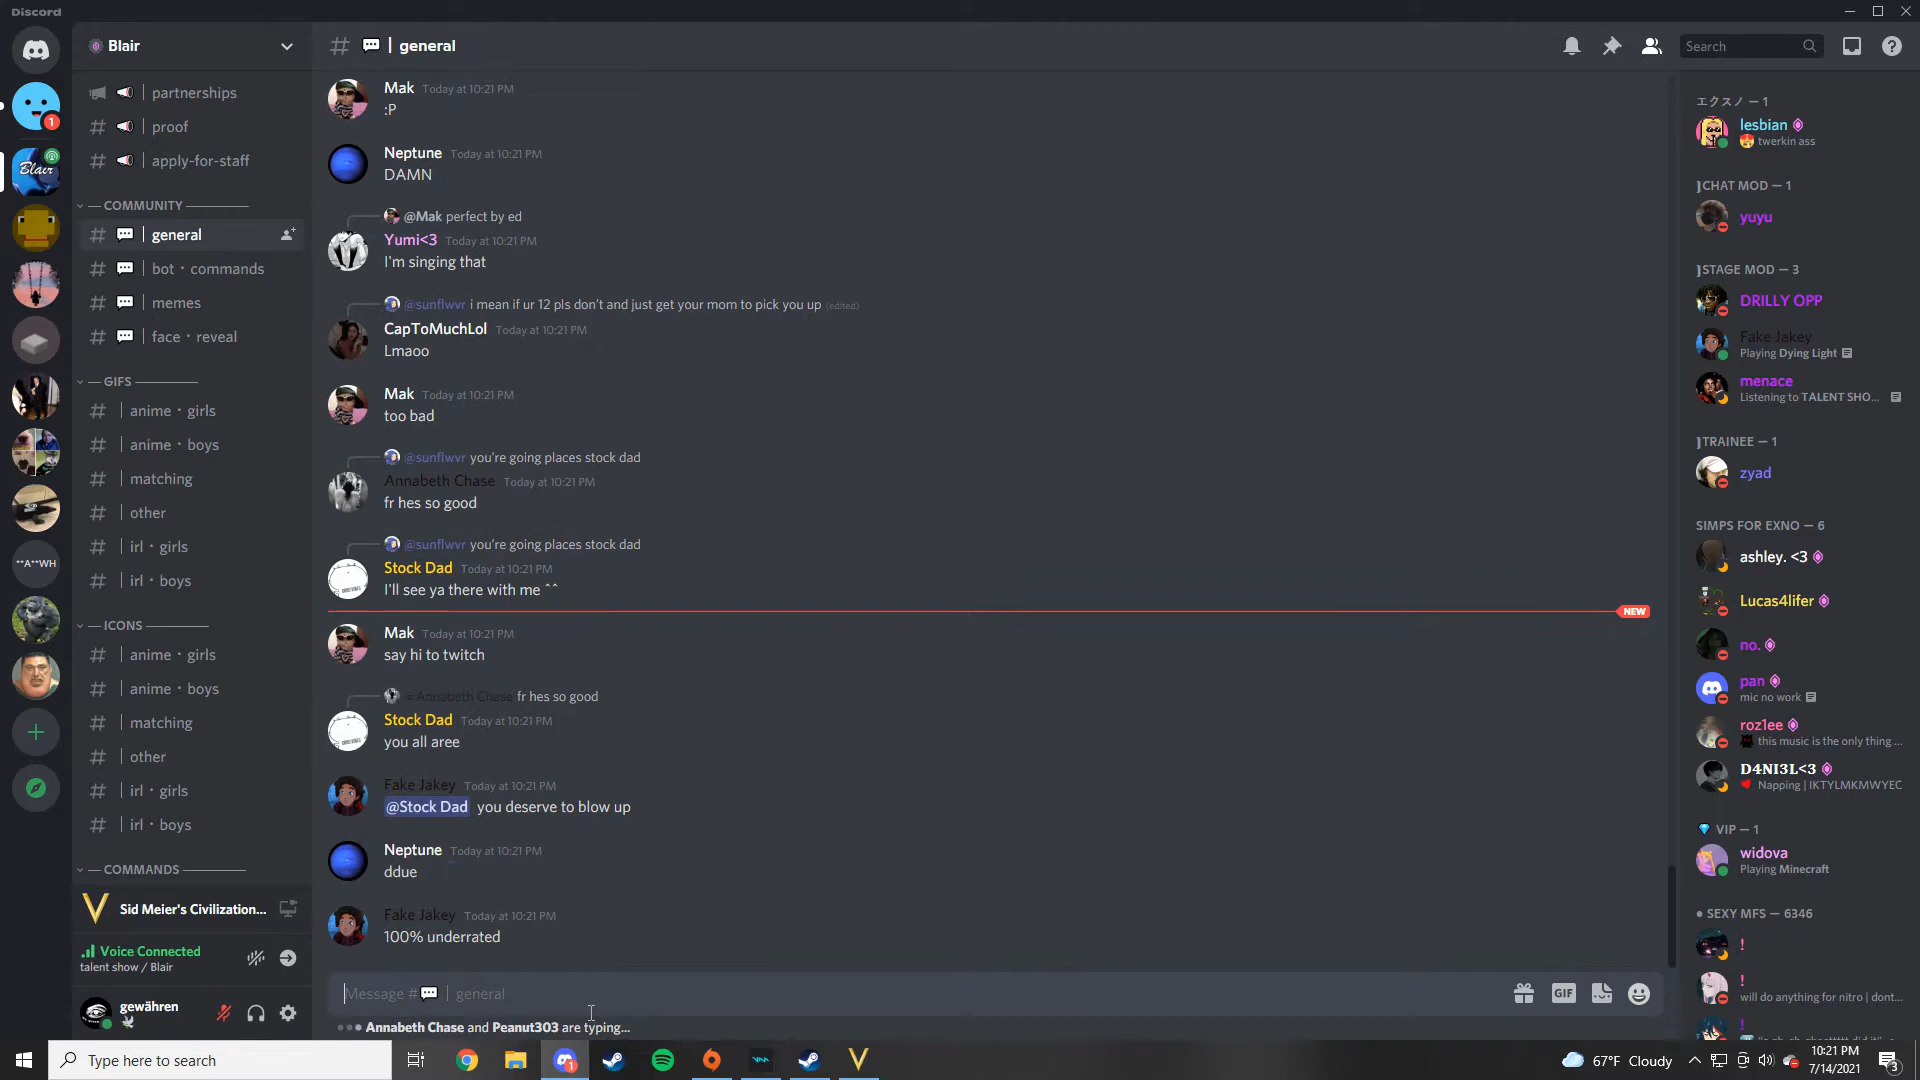 Discord
Blair
partnerships
proof
apply-for-staff
COMMUNITY
general
bot・commands
memes
face・reveal
GIFS
anime・girls
anime・boys
matching
other
irl・girls
irl・boys
ICONS
anime・girls
anime・boys
matching
other
irl・girls
irl・boys
COMMANDS
Sid Meier's Civilization...
Voice Connected
talent show / Blair
gewähren
1
Blair
**A**WH
# | general
Search
Mak Today at 10:21 PM
:P
Neptune Today at 10:21 PM
DAMN
@Mak perfect by ed
Yumi<3 Today at 10:21 PM
I'm singing that
@sunflwvr i mean if ur 12 pls don't and just get your mom to pick you up (edited)
CapToMuchLol Today at 10:21 PM
Lmaoo
Mak Today at 10:21 PM
too bad
@sunflwvr you're going places stock dad
Annabeth Chase Today at 10:21 PM
fr hes so good
@sunflwvr you're going places stock dad
Stock Dad Today at 10:21 PM
I'll see ya there with me ^^
NEW
Mak Today at 10:21 PM
say hi to twitch
@Annabeth Chase fr hes so good
Stock Dad Today at 10:21 PM
you all aree
Fake Jakey Today at 10:21 PM
@Stock Dad you deserve to blow up
Neptune Today at 10:21 PM
ddue
Fake Jakey Today at 10:21 PM
100% underrated
Message # | general
GIF
Annabeth Chase and Peanut303 are typing...
エクスノ — 1
lesbian
twerkin ass
]CHAT MOD — 1
yuyu
]STAGE MOD — 3
DRILLY OPP
Fake Jakey
Playing Dying Light
menace
Listening to TALENT SHO...
]TRAINEE — 1
zyad
SIMPS FOR EXNO — 6
ashley. <3
Lucas4lifer
no.
pan
mic no work
roz1ee
this music is the only thing ...
D4NI3L<3
Napping | IKTYLMKMWYEC
VIP — 1
widova
Playing Minecraft
• SEXY MFS — 6346
!
!
will do anything for nitro | dont...
!
Type here to search
1
67°F Cloudy
10:21 PM
7/14/2021
3